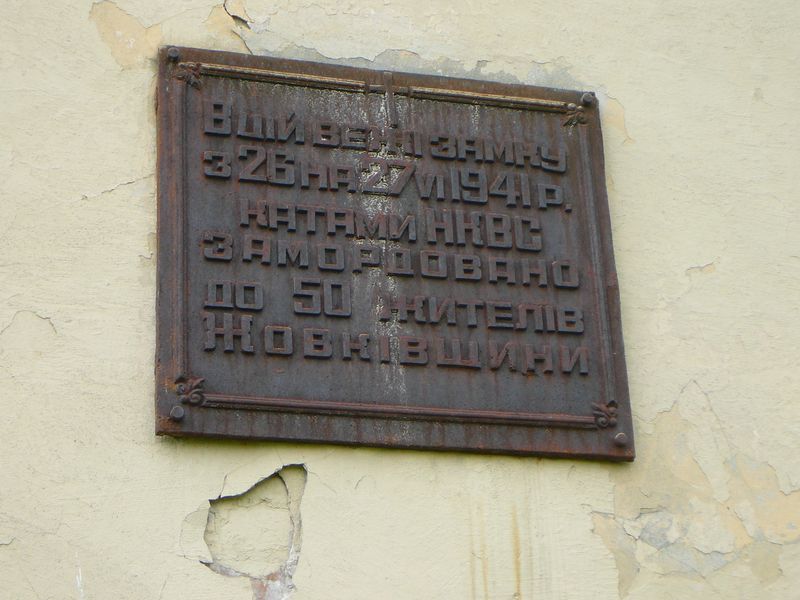 В цій вежі замку
з 26 на 27 VI 1941 р.
катами НКВС
замордовано
до 50 жителів
Жовківщини